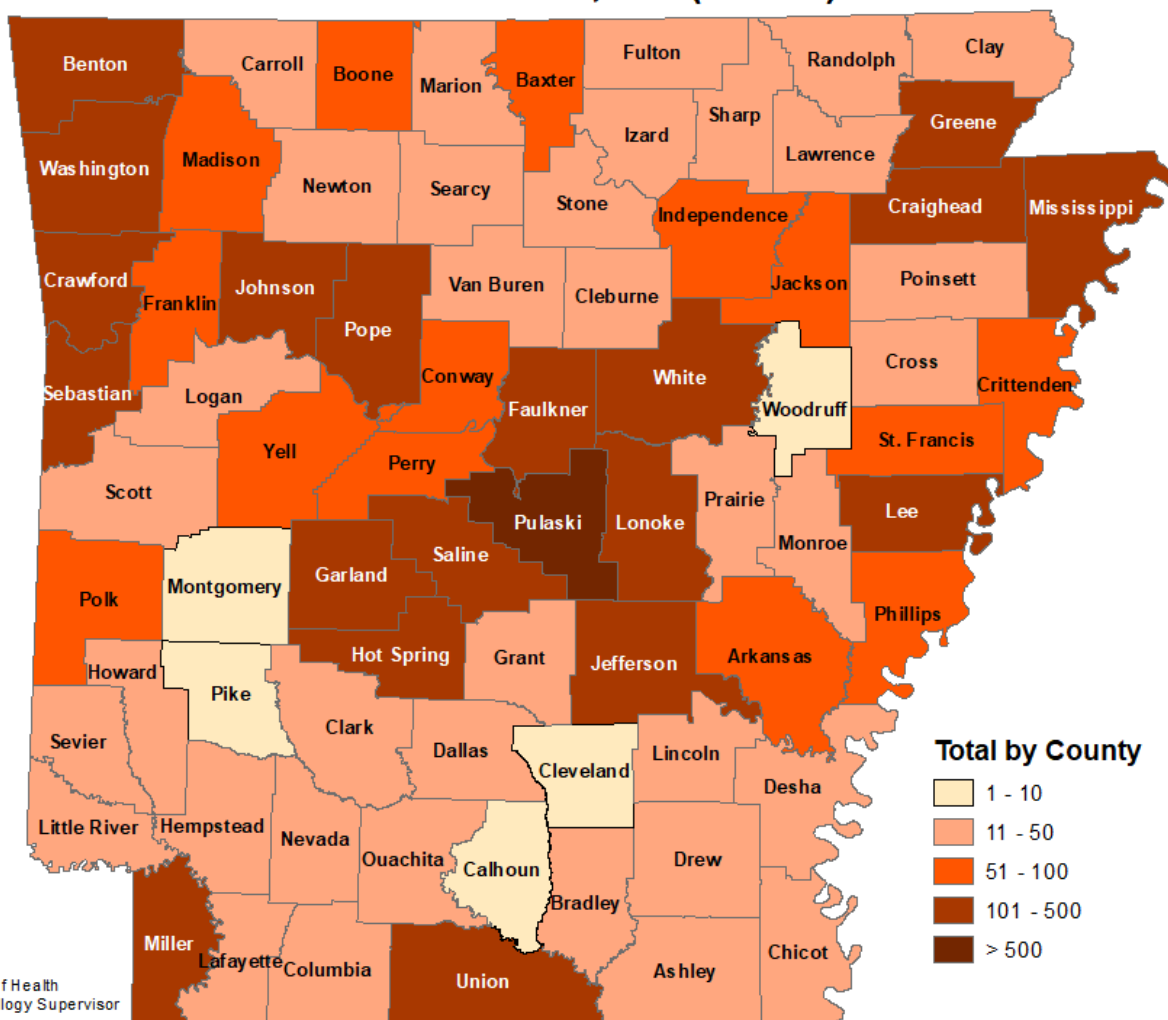 Benton
Carroll
Boone
Marion
Baxter
Fulton
Randolph
Clay
Washington
Madison
Newton
Searcy
Stone
Izard
Sharp
Lawrence
Greene
Craighead
Mississippi
Independence
Jackson
Poinsett
Crawford
Franklin
Johnson
Pope
Van Buren
Cleburne
Sebastian
Logan
Conway
Faulkner
White
Woodruff
Cross
Crittenden
St. Francis
Yell
Perry
Scott
Pulaski
Lonoke
Prairie
Monroe
Lee
Saline
Garland
Montgomery
Polk
Phillips
Hot Spring
Grant
Jefferson
Arkansas
Howard
Pike
Clark
Dallas
Cleveland
Lincoln
Desha
Sevier
Little River
Hempstead
Nevada
Ouachita
Calhoun
Bradley
Drew
Chicot
Miller
Lafayette
Columbia
Union
Ashley
Total by County
1 - 10
11 - 50
51 - 100
101 - 500
> 500
f Health
logy Supervisor